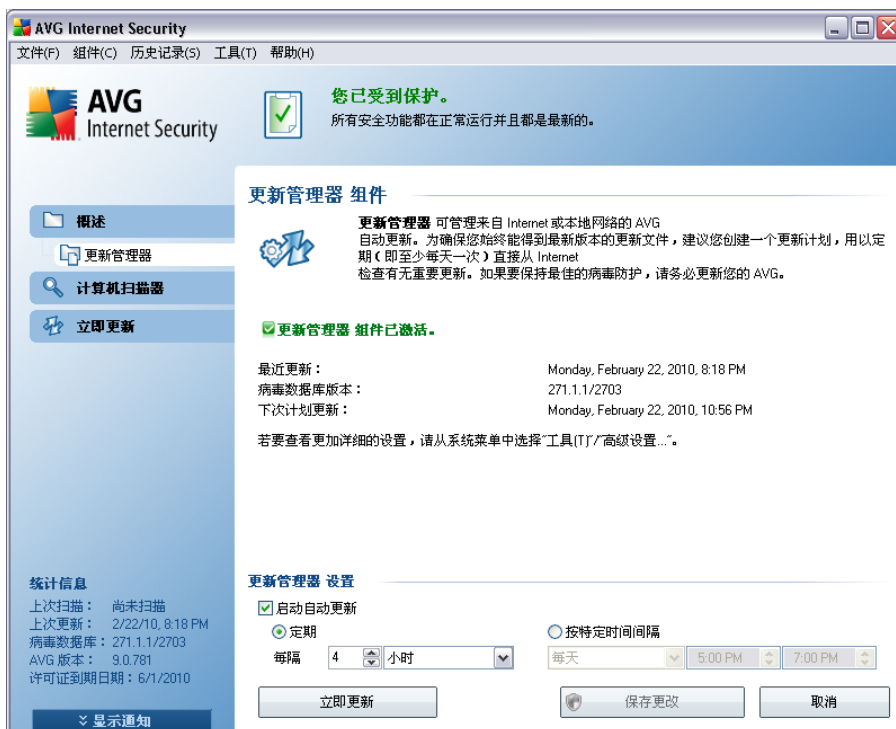 AVG Internet Security
文件(F) 组件(C) 历史记录(S) 工具(T) 帮助(H)
AVG
Internet Security
您已受到保护。
所有安全功能都在正常运行并且都是最新的。
概述
更新管理器
计算机扫描器
立即更新
更新管理器 组件
更新管理器 可管理来自 Internet 或本地网络的 AVG
自动更新。为确保您始终能得到最新版本的更新文件，建议您创建一个更新计划，用以定
期（即至少每天一次）直接从 Internet
检查有无重要更新。如果要保持最佳的病毒防护，请务必更新您的 AVG。
更新管理器 组件已激活。
最近更新： Monday, February 22, 2010, 8:18 PM
病毒数据库版本： 271.1.1/2703
下次计划更新： Monday, February 22, 2010, 10:56 PM
若要查看更加详细的设置，请从系统菜单中选择“工具(T)”/“高级设置...”。
更新管理器 设置
启动自动更新
定期 按特定时间间隔
每隔 4 小时 每天 5:00 PM 7:00 PM
立即更新 保存更改 取消
统计信息
上次扫描： 尚未扫描
上次更新： 2/22/10, 8:18 PM
病毒数据库： 271.1.1/2703
AVG 版本： 9.0.781
许可证到期日期： 6/1/2010
显示通知